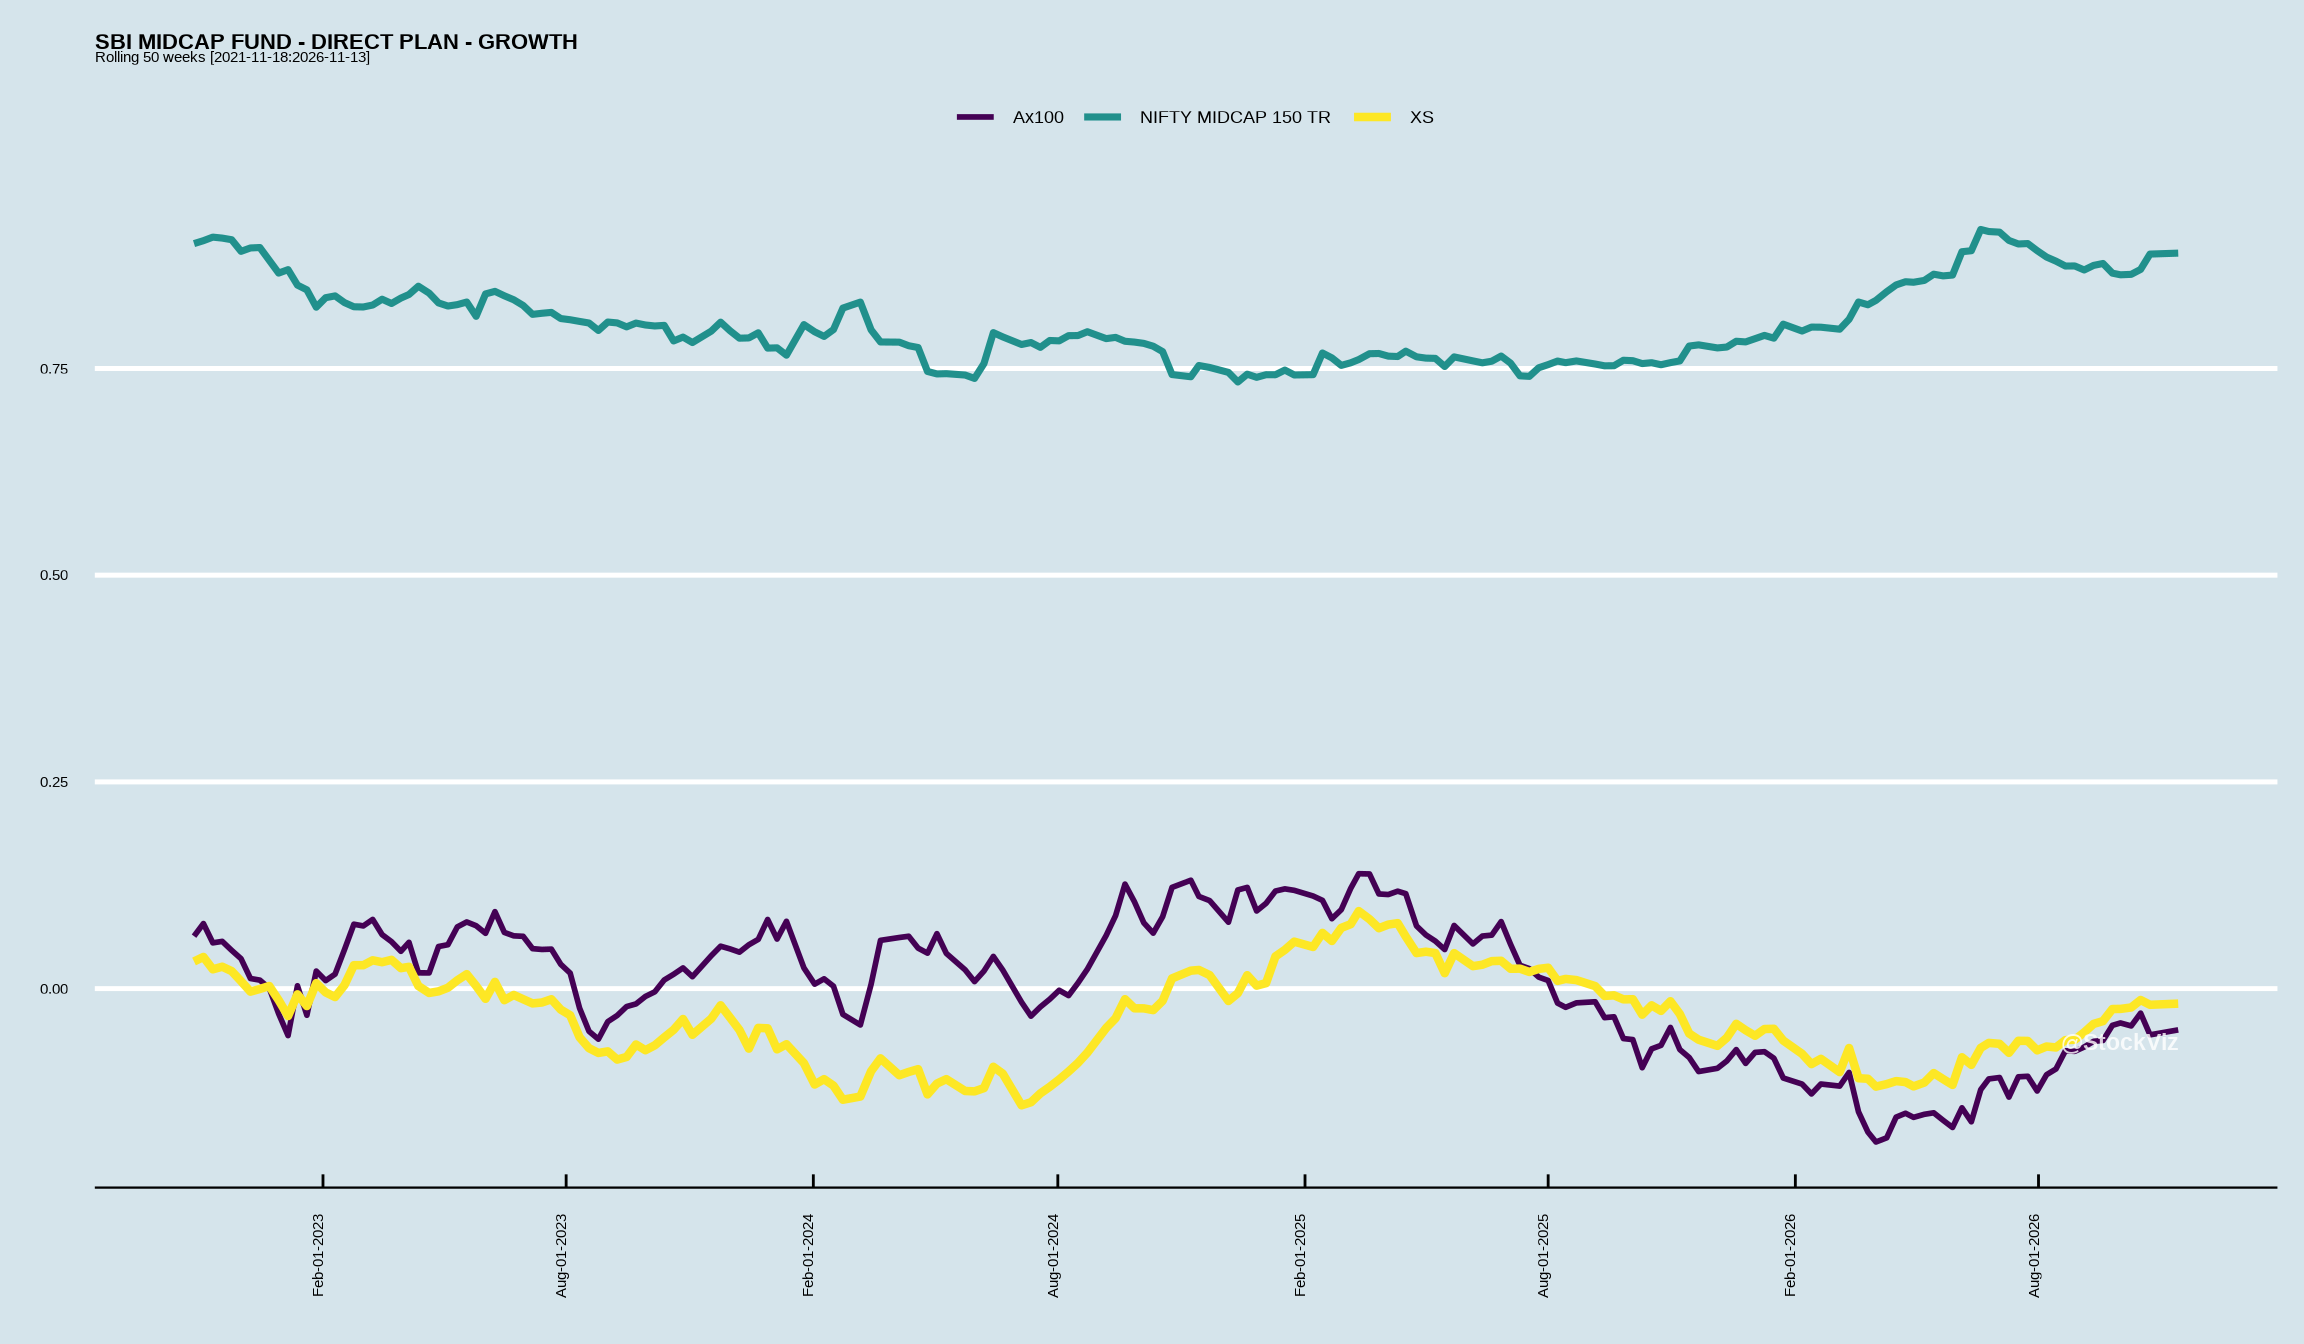 SBI MIDCAP FUND - DIRECT PLAN - GROWTH
Rolling 50 weeks [2021-11-18:2026-11-13]
Ax100 NIFTY MIDCAP 150 TR XS
0.75
0.50
0.25
0.00
@StockViz
Feb-01-2023
Aug-01-2023
Feb-01-2024
Aug-01-2024
Feb-01-2025
Aug-01-2025
Feb-01-2026
Aug-01-2026